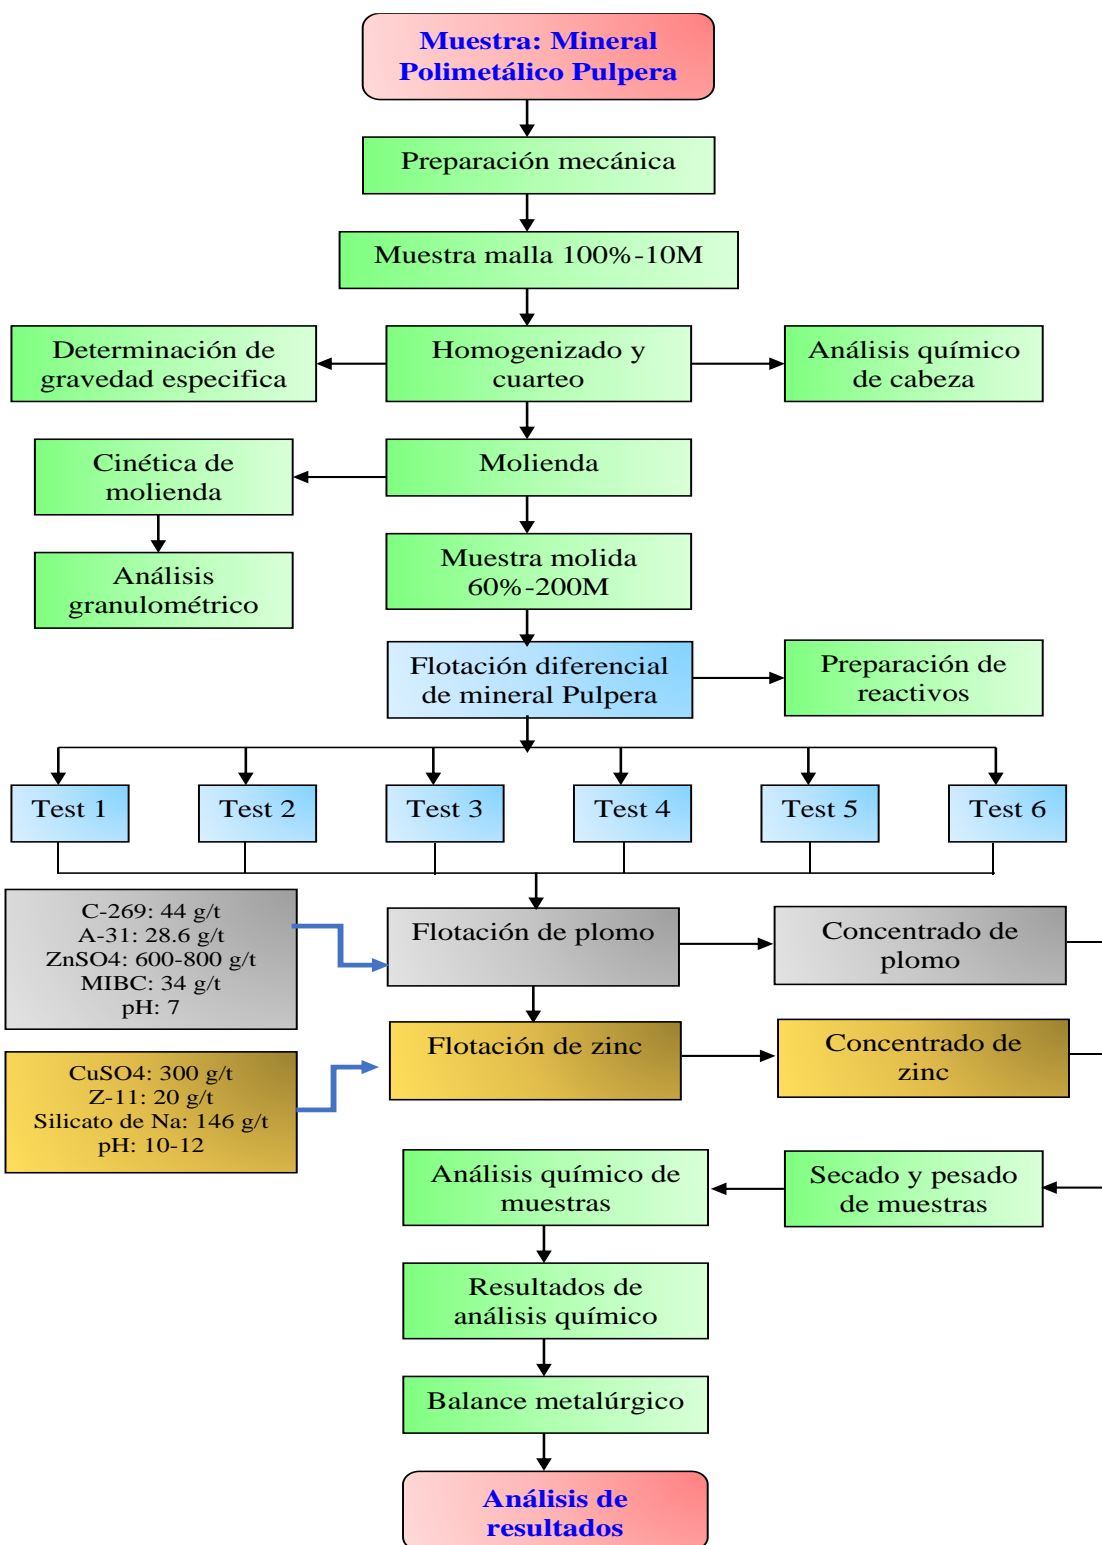 Muestra: Mineral
Polimetálico Pulpera
Preparación mecánica
Muestra malla 100%-10M
Determinación de
gravedad especifica
Homogenizado y
cuarteo
Análisis químico
de cabeza
Cinética de
molienda
Molienda
Análisis
granulométrico
Muestra molida
60%-200M
Flotación diferencial
de mineral Pulpera
Preparación de
reactivos
Test 1
Test 2
Test 3
Test 4
Test 5
Test 6
C-269: 44 g/t
A-31: 28.6 g/t
ZnSO4: 600-800 g/t
MIBC: 34 g/t
pH: 7
Flotación de plomo
Concentrado de
plomo
CuSO4: 300 g/t
Z-11: 20 g/t
Silicato de Na: 146 g/t
pH: 10-12
Flotación de zinc
Concentrado de
zinc
Análisis químico de
muestras
Secado y pesado
de muestras
Resultados de
análisis químico
Balance metalúrgico
Análisis de
resultados